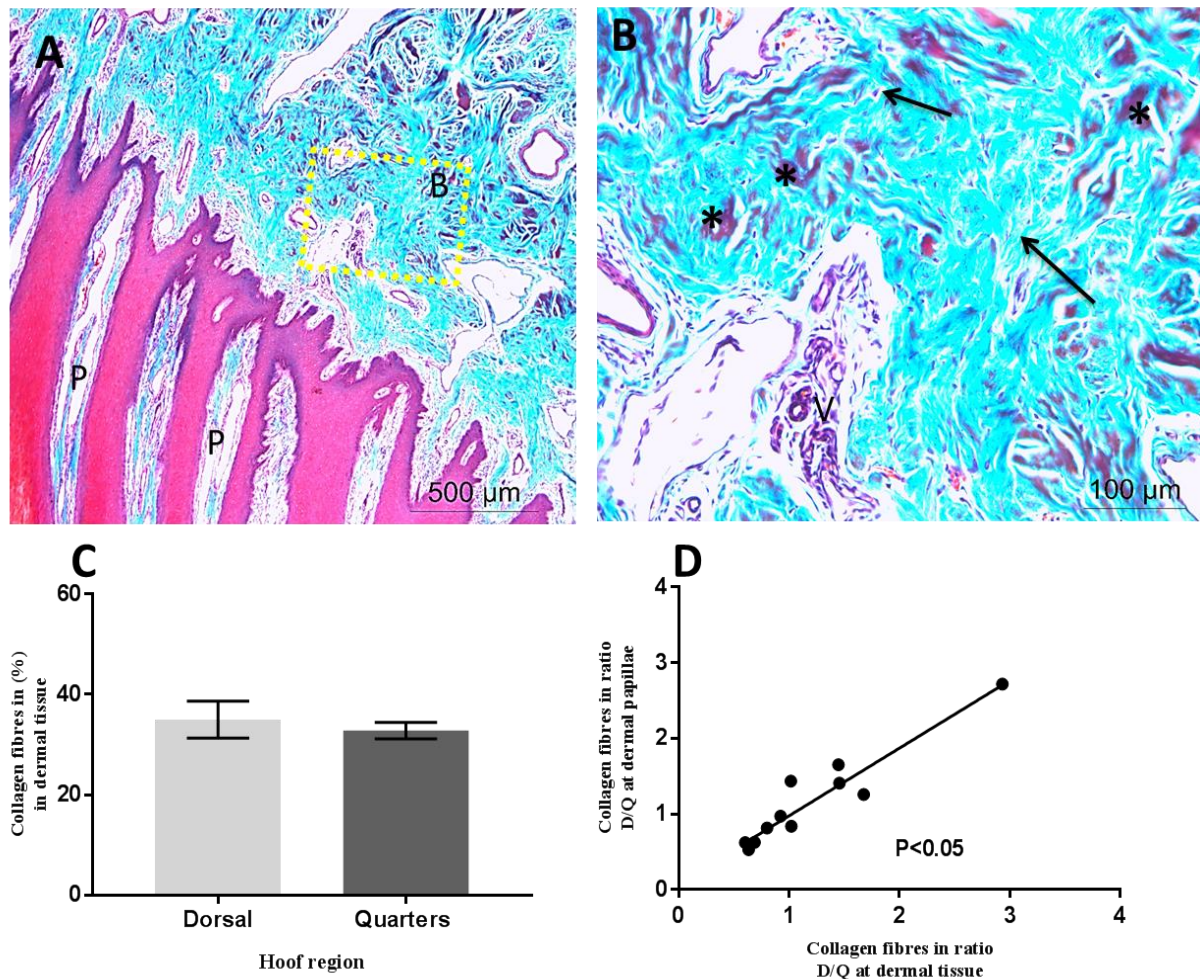 A
B
P
P
500 µm
B
*
*
*
V
100 µm
C
60
40
20
0
Collagen fibres in (%)
in dermal tissue
Dorsal
Quarters
Hoof region
D
4
3
2
1
0
Collagen fibres in ratio
D/Q at dermal papillae
P<0.05
0 1 2 3 4
Collagen fibres in ratio
D/Q at dermal tissue